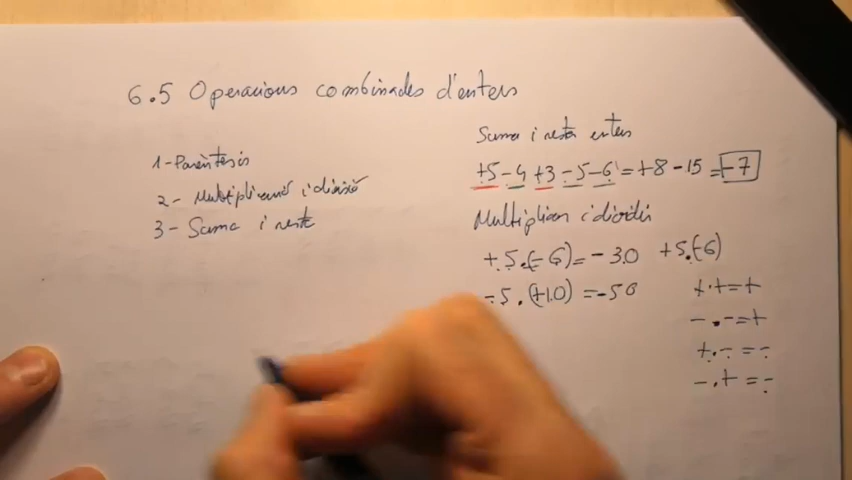 6.5 Operacions combinades d'enters
1-Parèntesis
2- Multiplicació i divisió
3- Suma i resta
Suma i resta enters
+5-4+3-5-6=+8-15=-7
Multiplicar i dividir
+5.(-6)=-30 +5.(-6)
-5.(+10)=-50
+.+=+
-.-=+
+.-=-
-.+=-